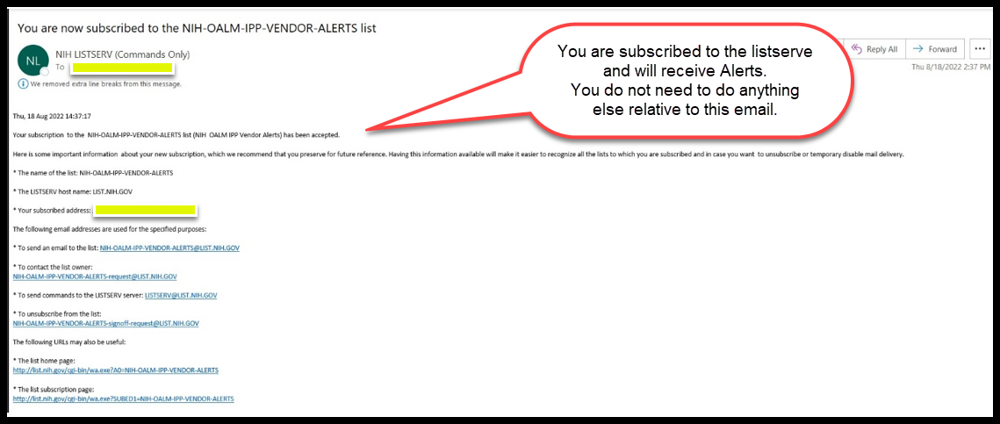 You are now subscribed to the NIH-OALM-IPP-VENDOR-ALERTS list
NL
NIH LISTSERV (Commands Only)
To
We removed extra line breaks from this message.
Reply All
Forward
...
Thu 8/18/2022 2:37 PM
You are subscribed to the listserve
and will receive Alerts.
You do not need to do anything
else relative to this email.
Thu, 18 Aug 2022 14:37:17
Your subscription to the NIH-OALM-IPP-VENDOR-ALERTS list (NIH OALM IPP Vendor Alerts) has been accepted.
Here is some important information about your new subscription, which we recommend that you preserve for future reference. Having this information available will make it easier to recognize all the lists to which you are subscribed and in case you want to unsubscribe or temporary disable mail delivery.
* The name of the list: NIH-OALM-IPP-VENDOR-ALERTS
* The LISTSERV host name: LIST.NIH.GOV
* Your subscribed address:
The following email addresses are used for the specified purposes:
* To send an email to the list: NIH-OALM-IPP-VENDOR-ALERTS@LIST.NIH.GOV
* To contact the list owner:
NIH-OALM-IPP-VENDOR-ALERTS-request@LIST.NIH.GOV
* To send commands to the LISTSERV server: LISTSERV@LIST.NIH.GOV
* To unsubscribe from the list:
NIH-OALM-IPP-VENDOR-ALERTS-signoff-request@LIST.NIH.GOV
The following URLs may also be useful:
* The list home page:
http://list.nih.gov/cgi-bin/wa.exe?A0=NIH-OALM-IPP-VENDOR-ALERTS
* The list subscription page:
http://list.nih.gov/cgi-bin/wa.exe?SUBED1=NIH-OALM-IPP-VENDOR-ALERTS